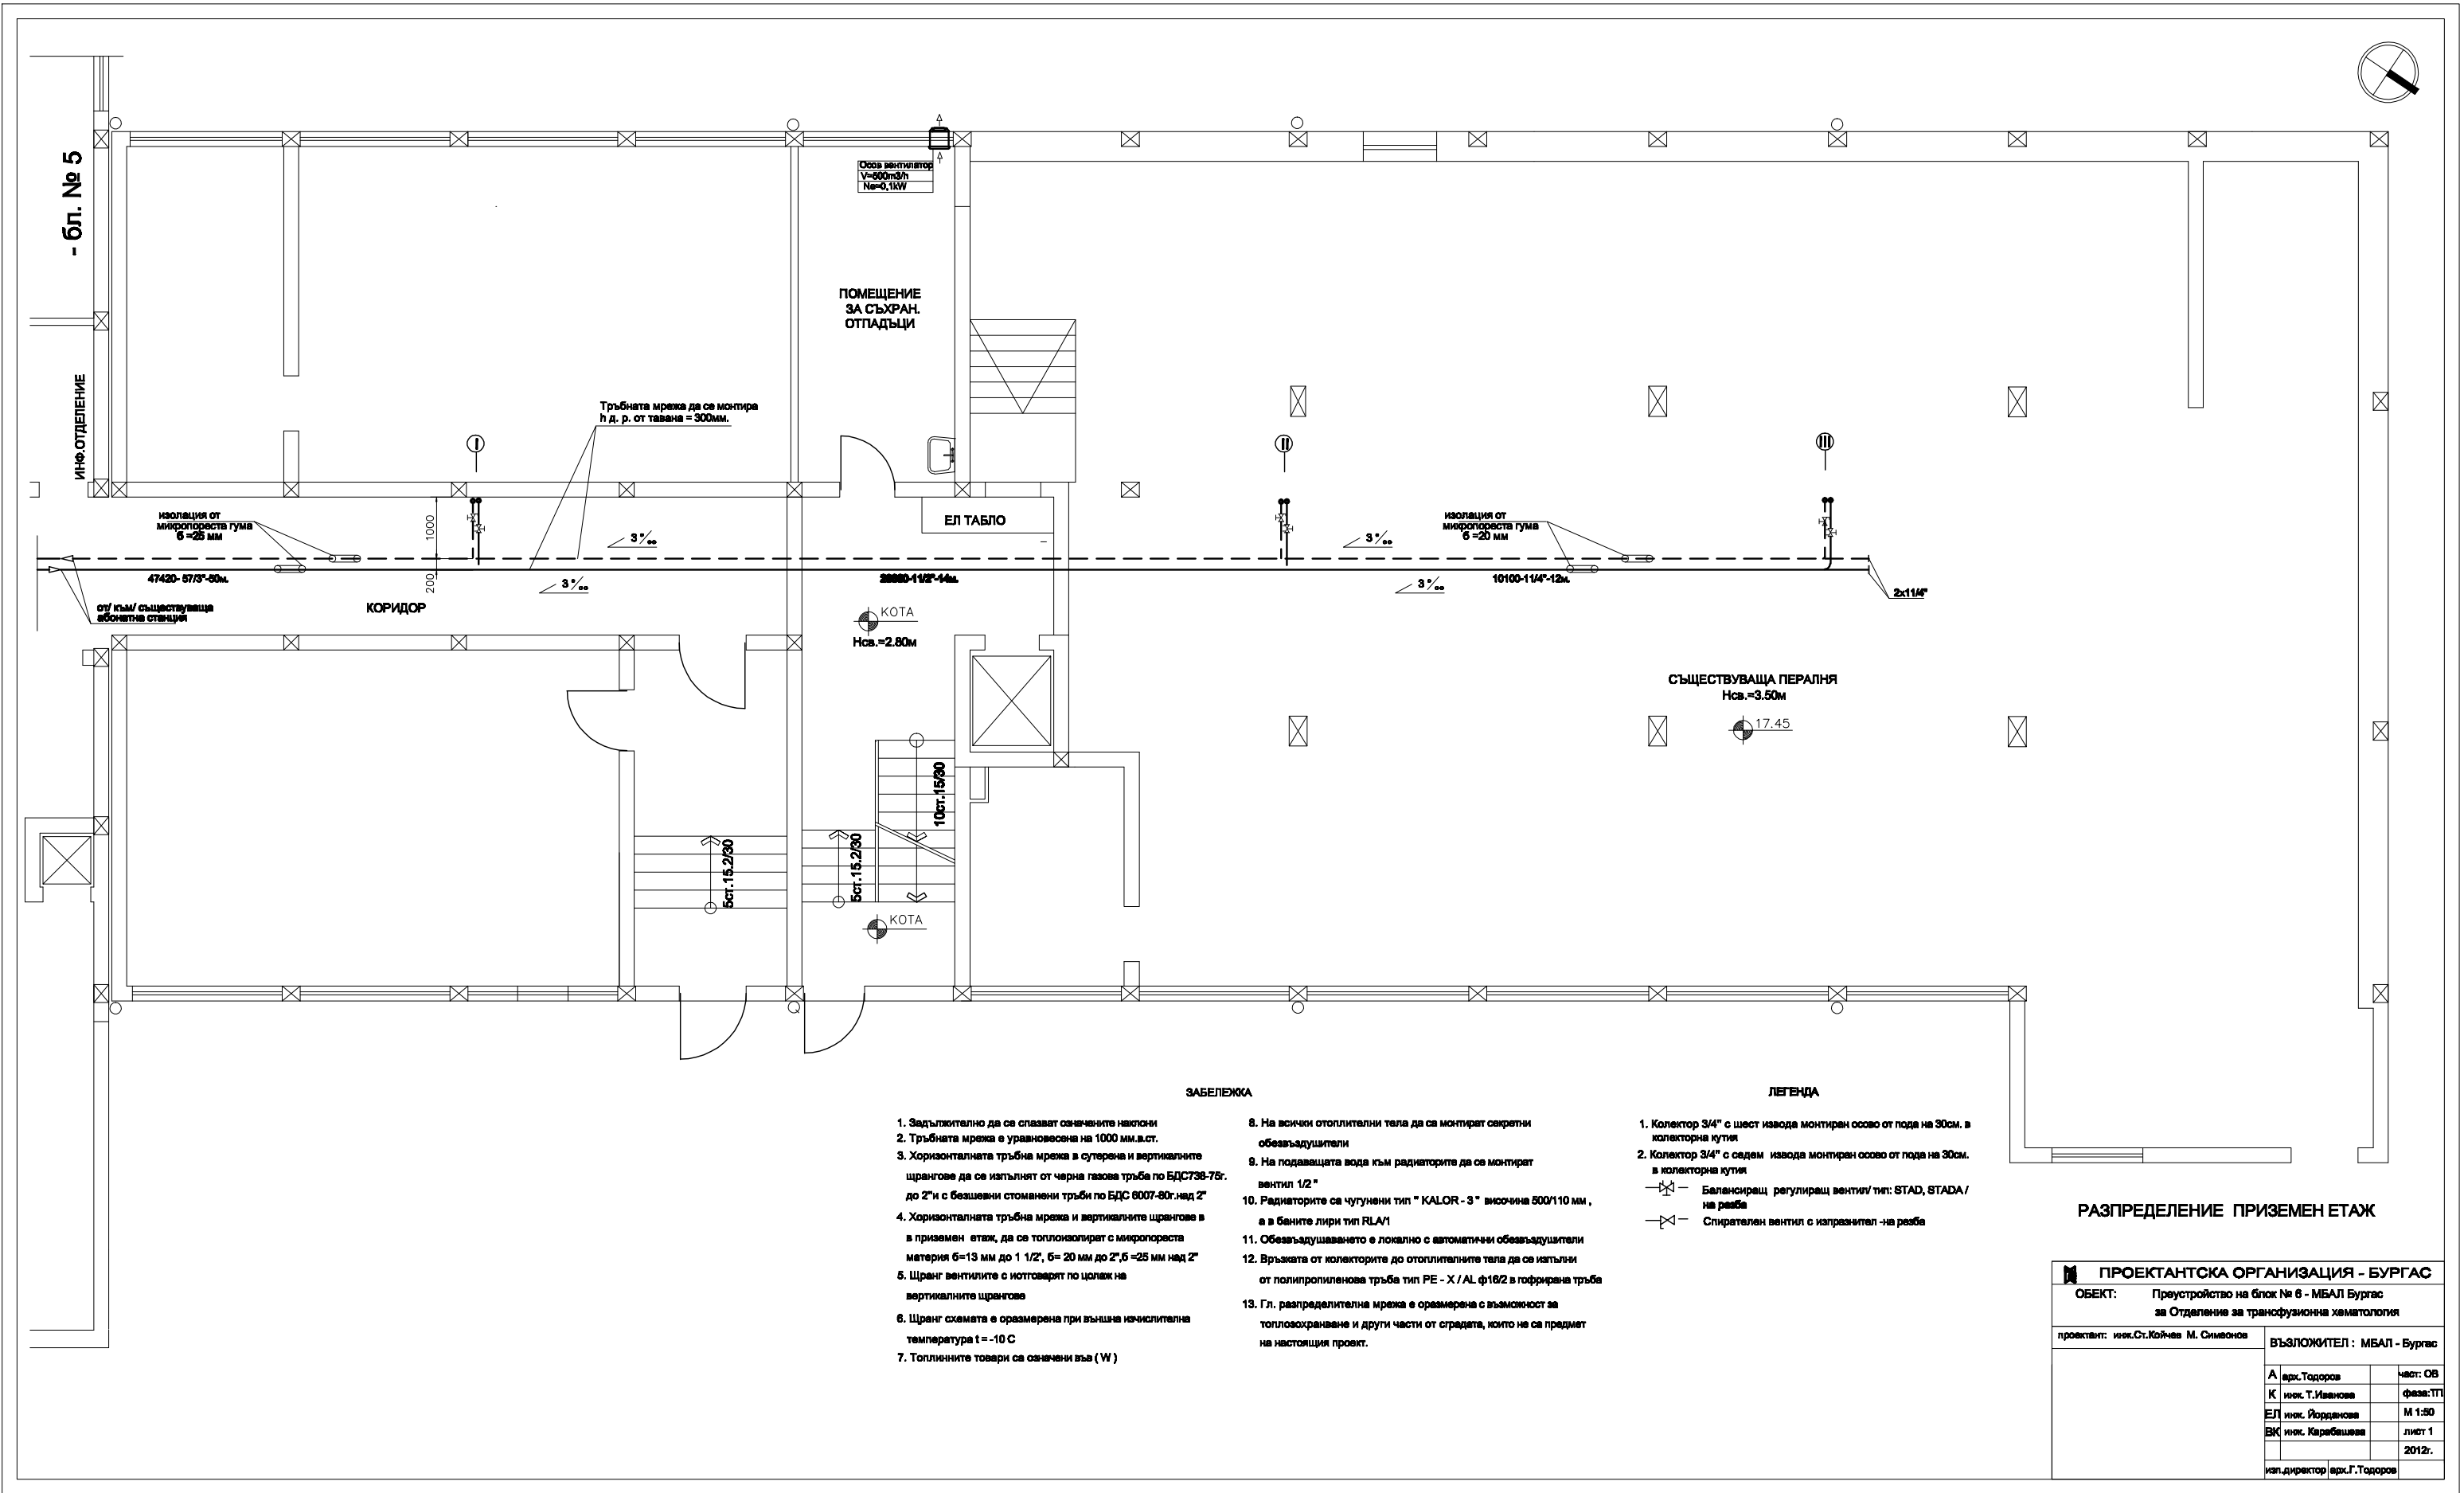 - бл. № 5
ИНФ.ОТДЕЛЕНИЕ
Осов вентилатор
V=500m3/h
Ne=0,1kW
ПОМЕЩЕНИЕ
ЗА СЪХРАН.
ОТПАДЪЦИ
Тръбната мрежа да се монтира
h д. р. от тавана = 300мм.
I
II
III
изолация от
микропореста гума
б =25 мм
1000
200
3 °/оо
3 °/оо
ЕЛ ТАБЛО
изолация от
микропореста гума
б =20 мм
3 °/оо
3 °/оо
47420- 57/3"-50м.
10100-11/4"-12м.
2x11/4"
от/ към/ съществуваща
абонатна станция
КОРИДОР
КОТА
Нсв.=2.80м
СЪЩЕСТВУВАЩА ПЕРАЛНЯ
Нсв.=3.50м
17.45
10ст.15/30
5ст.15.2/30
5ст.15.2/30
КОТА
ЗАБЕЛЕЖКА
1. Задължително да се спазват означените наклони
2. Тръбната мрежа е уравновесена на 1000 мм.в.ст.
3. Хоризонталната тръбна мрежа в сутерена и вертикалните
щрангове да се изпълнят от черна газова тръба по БДС738-75г.
до 2"и с безшевни стоманени тръби по БДС 6007-80г.над 2"
4. Хоризонталната тръбна мрежа и вертикалните щрангове в
в приземен етаж, да се топлоизолират с микропореста
материя б=13 мм до 1 1/2", б= 20 мм до 2",б =25 мм над 2"
5. Щранг вентилите с изтговарят по цолаж на
вертикалните щрангове
6. Щранг схемата е оразмерена при външна изчислителна
температура t = -10 C
7. Топлинните товари са означени във ( W )
8. На всички отоплителни тела да са монтират секретни
обезвъздушители
9. На подаващата вода към радиаторите да се монтират
вентил 1/2 "
10. Радиаторите са чугунени тип " KALOR - 3 " височина 500/110 мм ,
а в баните лири тип RLA/1
11. Обезвъздушаването е локално с автоматични обезвъздушители
12. Връзката от колекторите до отоплителните тела да се изпълни
от полипропиленова тръба тип PE - X / AL ф16/2 в гофрирана тръба
13. Гл. разпределителна мрежа е оразмерена с възможност за
топлозохранване и други части от сградата, които не са предмет
на настоящия проект.
ЛЕГЕНДА
1. Колектор 3/4" с шест извода монтиран осово от пода на 30см. в
колекторна кутия
2. Колектор 3/4" с седем извода монтиран осово от пода на 30см.
в колекторна кутия
Балансиращ регулиращ вентил/ тип: STAD, STADA /
на резба
Спирателен вентил с изпразнител -на резба
РАЗПРЕДЕЛЕНИЕ ПРИЗЕМЕН ЕТАЖ
ПРОЕКТАНТСКА ОРГАНИЗАЦИЯ - БУРГАС
ОБЕКТ: Преустройство на блок № 6 - МБАЛ Бургас
за Отделение за трансфузионна хематология
проектант: инж.Ст.Койчев М. Симеонов
ВЪЗЛОЖИТЕЛ : МБАЛ - Бургас
А арх.Тодоров част: ОВ
К инж. Т.Иванова фаза:ТП
ЕЛ инж. Йорданова М 1:50
ВК инж. Карабашева лист 1
2012г.
изп.директор арх.Г.Тодоров